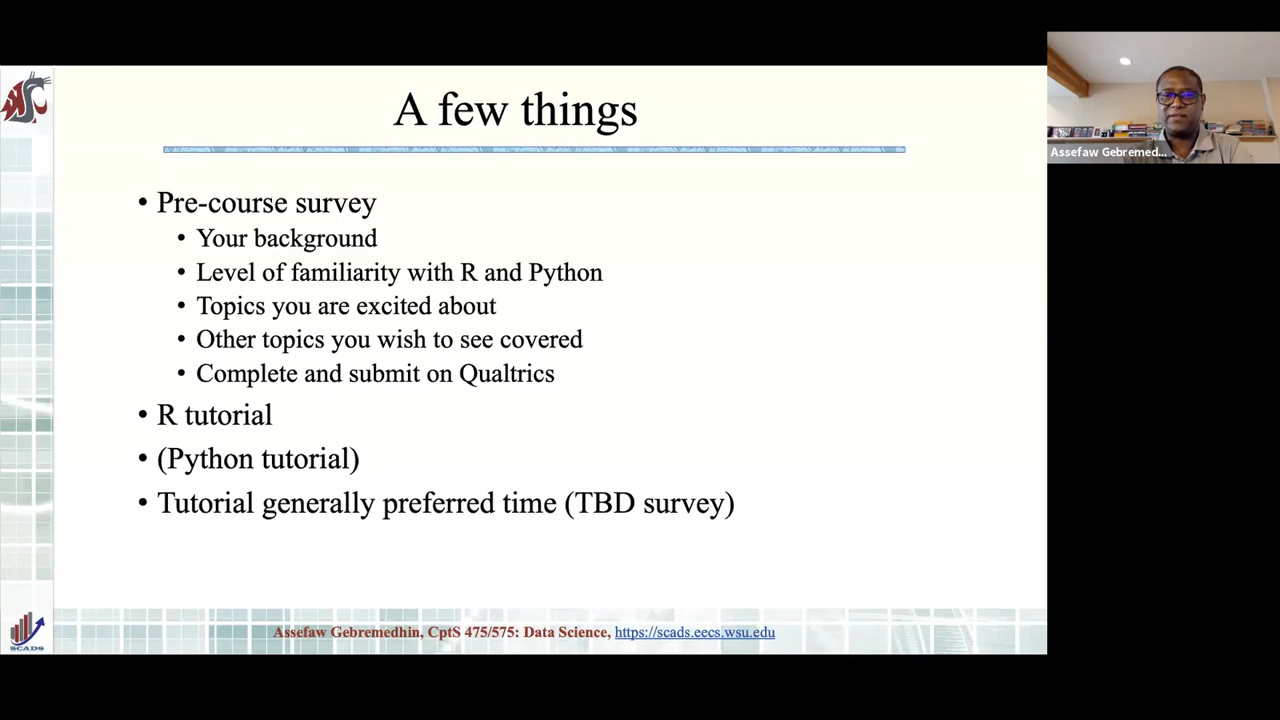 A few things
Assefaw Gebremed...
• Pre-course survey
• Your background
• Level of familiarity with R and Python
• Topics you are excited about
• Other topics you wish to see covered
• Complete and submit on Qualtrics
• R tutorial
• (Python tutorial)
• Tutorial generally preferred time (TBD survey)
SCADS
Assefaw Gebremedhin, CptS 475/575: Data Science, https://scads.eecs.wsu.edu